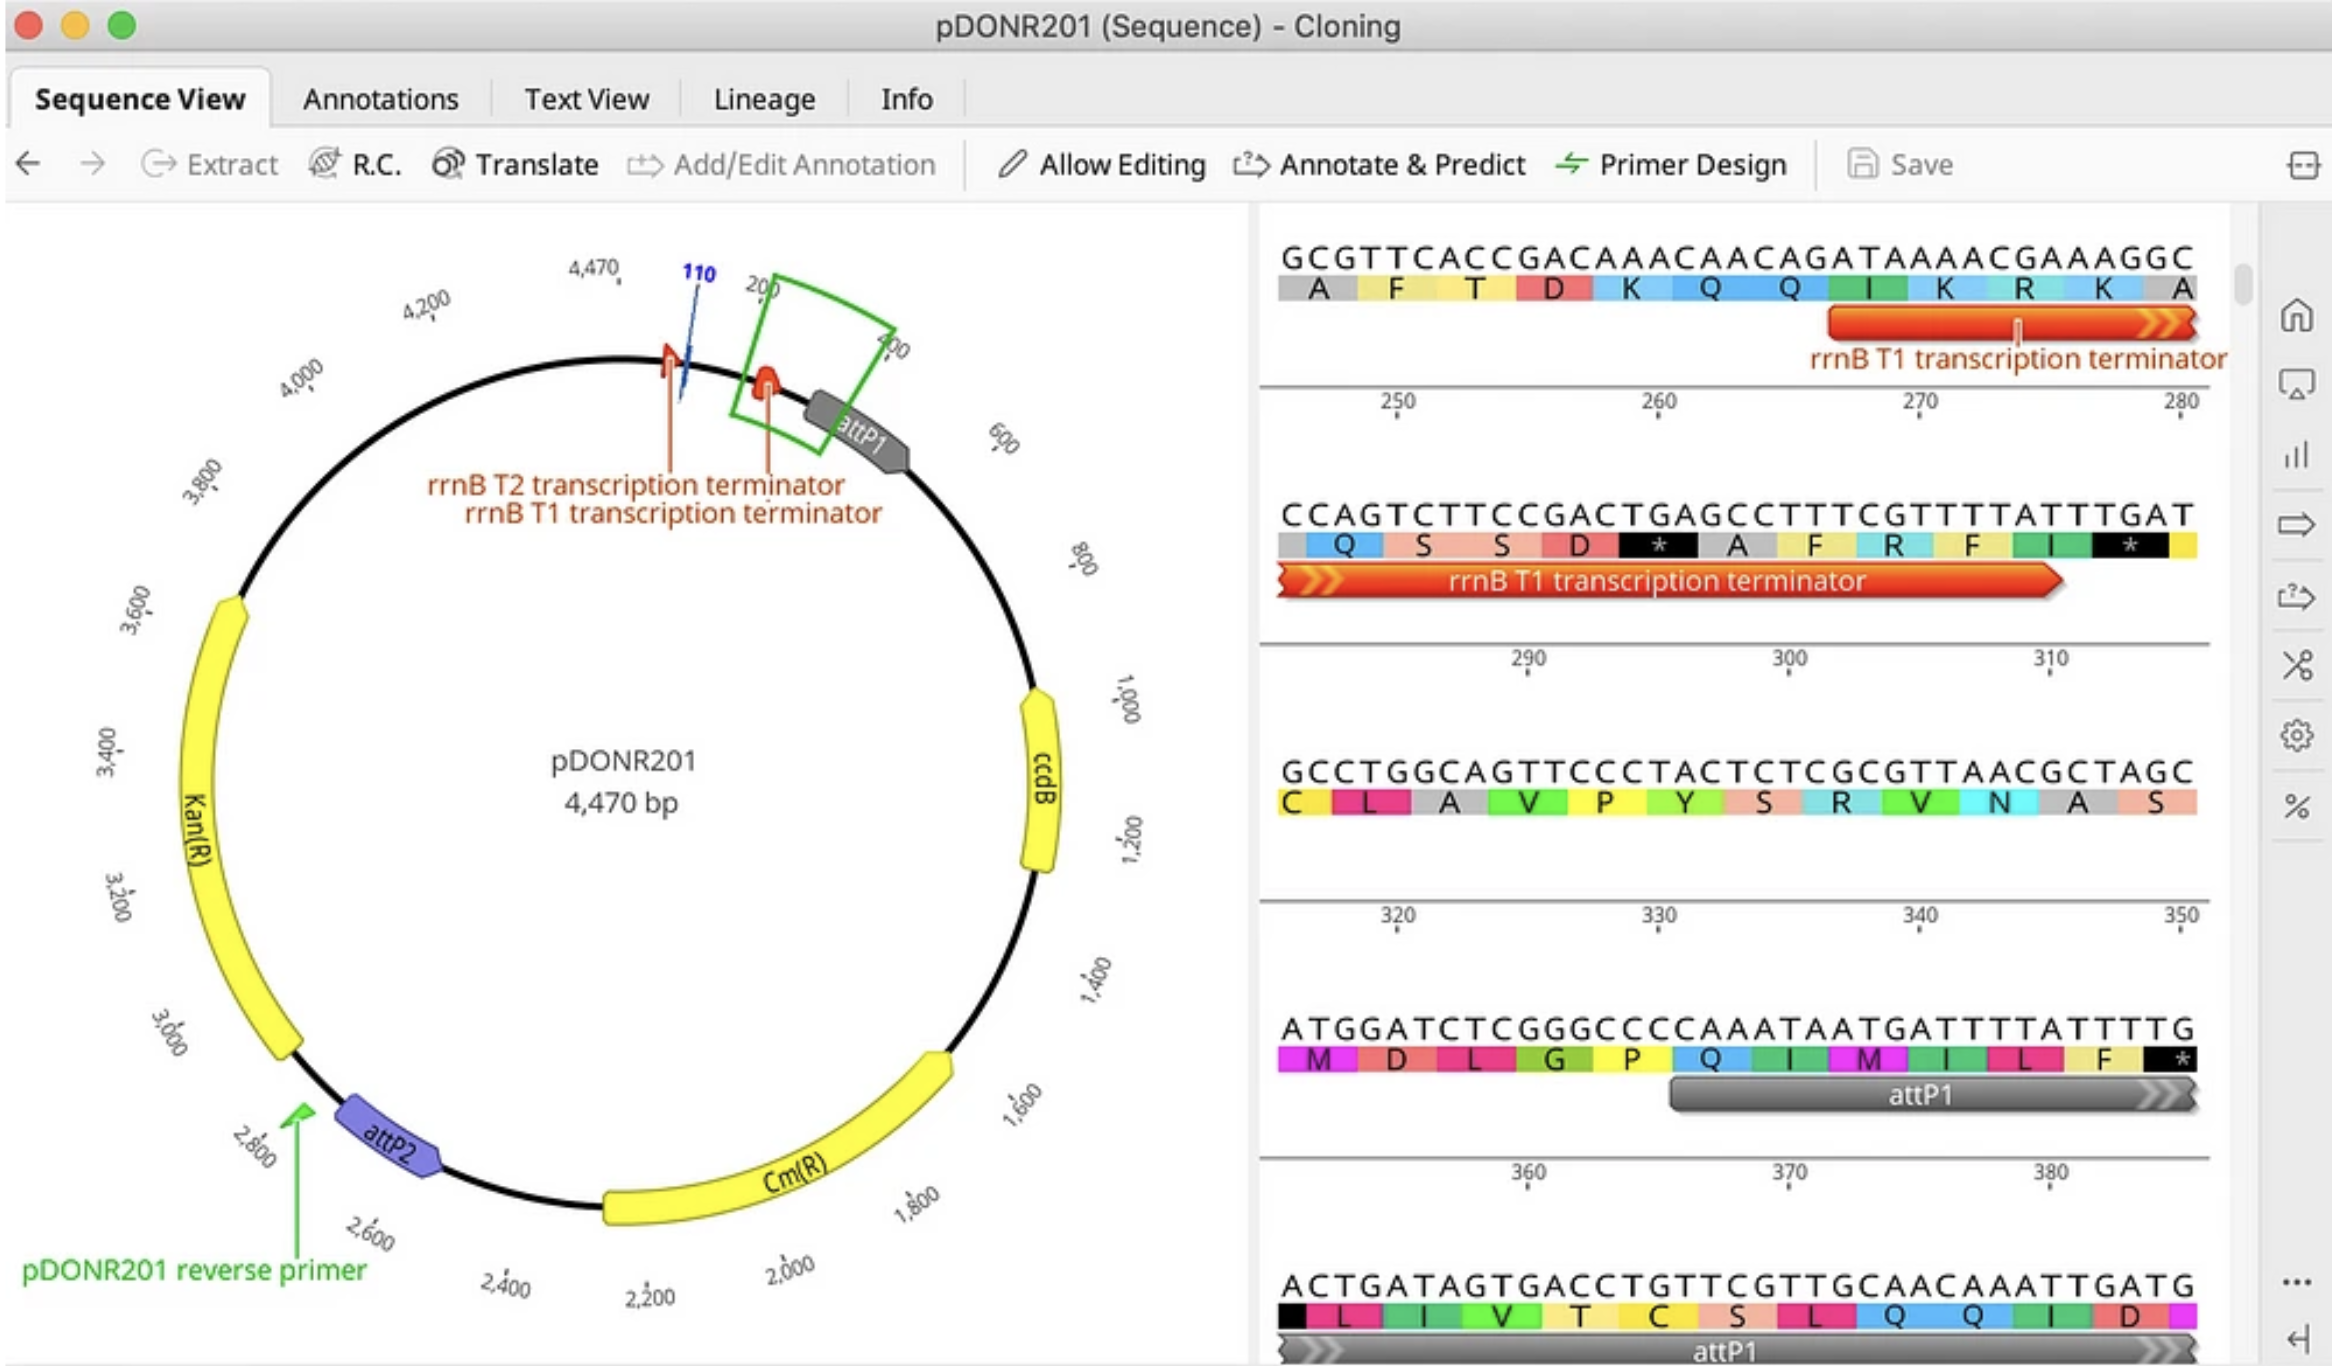 pDONR201 (Sequence) - Cloning
Sequence View Annotations Text View Lineage Info
Extract R.C. Translate Add/Edit Annotation Allow Editing Annotate & Predict Primer Design Save
4,470
110
200
400
600
800
1,000
1,200
1,400
1,600
1,800
2,000
2,200
2,400
2,600
2,800
3,000
3,200
3,400
3,600
3,800
4,000
4,200
attP1
rrnB T2 transcription terminator
rrnB T1 transcription terminator
ccdB
Kan(R)
pDONR201
4,470 bp
attP2
Cm(R)
pDONR201 reverse primer
GCGTTCACCGACAAACAACAGATAAAACGAAAGGC
A F T D K Q Q I K R K A
rrnB T1 transcription terminator
250 260 270 280
CCAGTCTTCCGACTGAGCCTTTCGTTTTATTTGAT
Q S S D * A F R F I *
rrnB T1 transcription terminator
290 300 310
GCCTGGCAGTTCCCTACTCTCGCGTTAACGCTAGC
C L A V P Y S R V N A S
320 330 340 350
ATGGATCTCGGGCCCCAAATAATGATTTTATTTTG
M D L G P Q I M I L F *
attP1
360 370 380
ACTGATAGTGACCTGTTCGTTGCAACAAATTGATG
L I V T C S L Q Q I D
attP1